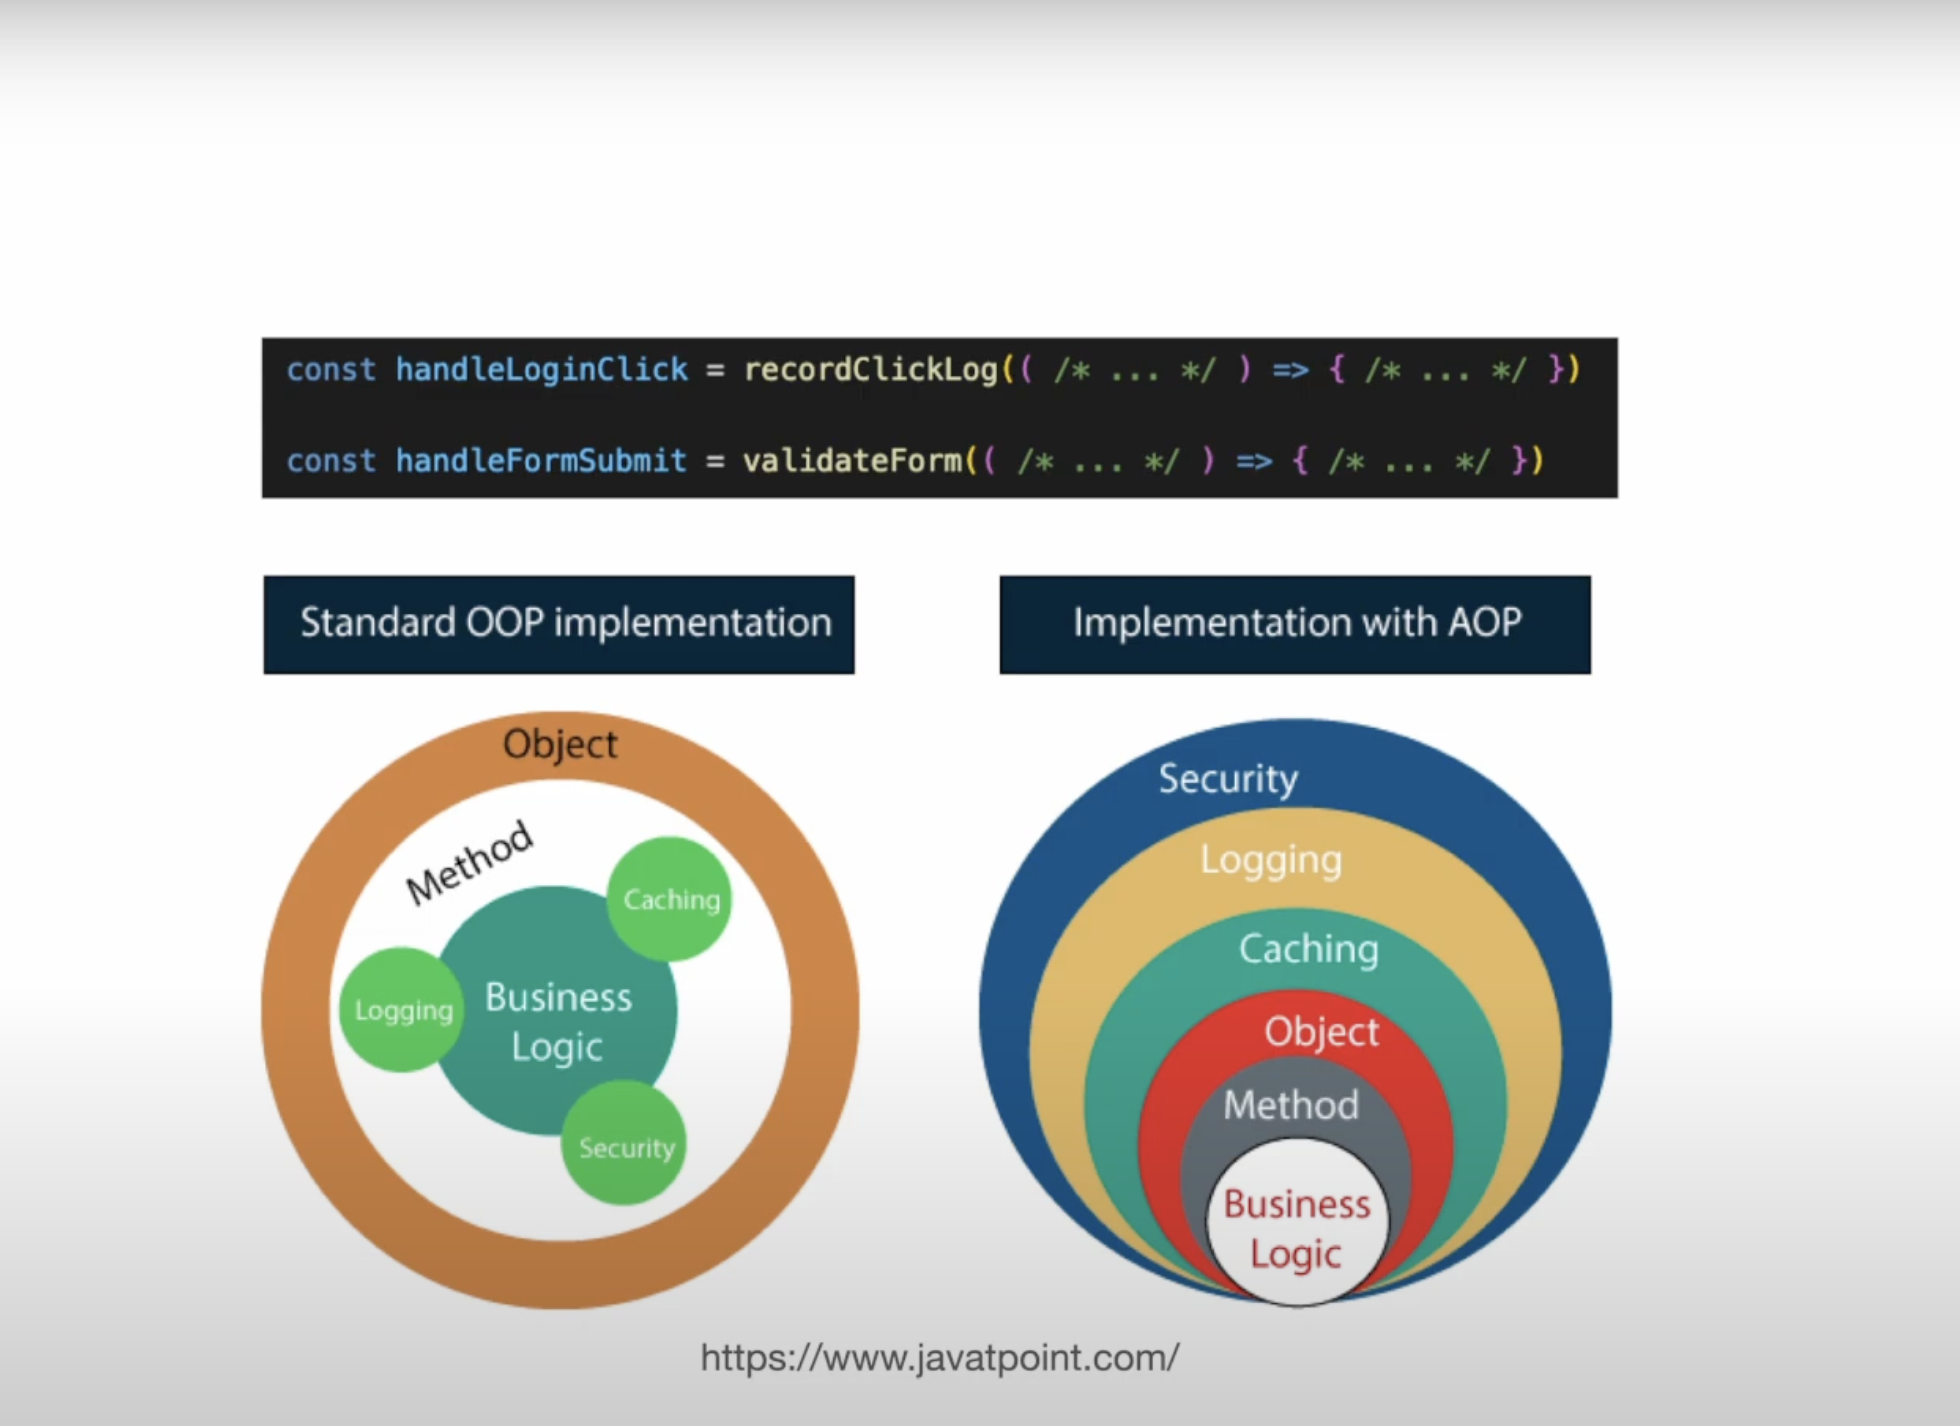 const handleLoginClick = recordClickLog(( /* ... */ ) => { /* ... */ })
const handleFormSubmit = validateForm(( /* ... */ ) => { /* ... */ })
Standard OOP implementation
Implementation with AOP
Object
Method
Caching
Logging
Business
Logic
Security
Security
Logging
Caching
Object
Method
Business
Logic
https://www.javatpoint.com/